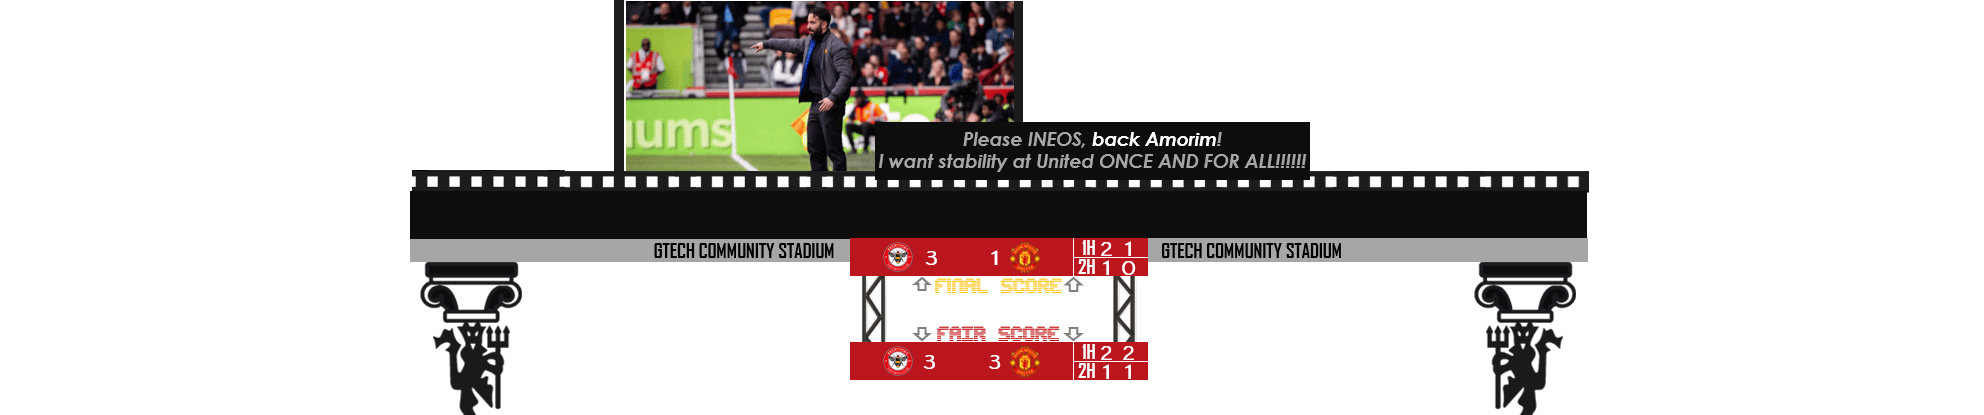 iums
Please INEOS, back Amorim!
I want stability at United ONCE AND FOR ALL!!!!!!
GTECH COMMUNITY STADIUM
3 1
1H 2 1
2H 1 0
GTECH COMMUNITY STADIUM
FINAL SCORE
FAIR SCORE
3 3
1H 2 2
2H 1 1